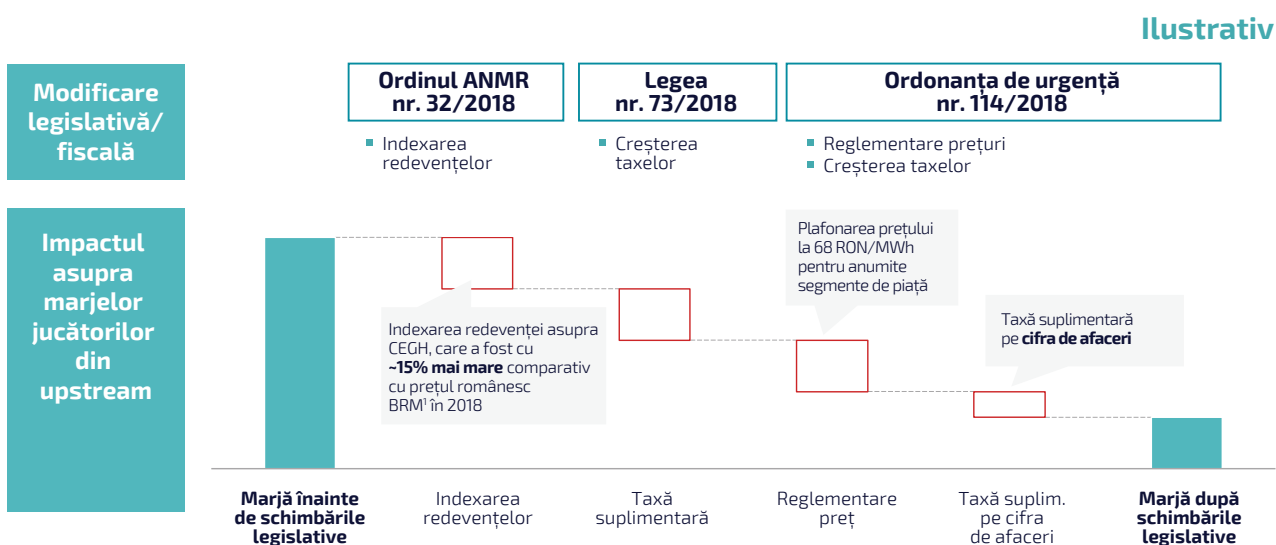 Ilustrativ
Modificare
legislativă/
fiscală
Ordinul ANMR
nr. 32/2018
Legea
nr. 73/2018
Ordonanța de urgență
nr. 114/2018
Indexarea
redevențelor
Creșterea
taxelor
Reglementare prețuri
Creșterea taxelor
Impactul
asupra
marjelor
jucătorilor
din
upstream
Indexarea redevenței asupra
CEGH, care a fost cu
~15% mai mare comparativ
cu prețul românesc
BRM¹ în 2018
Plafonarea prețului
la 68 RON/MWh
pentru anumite
segmente de piață
Taxă suplimentară
pe cifra de afaceri
Marjă înainte
de schimbările
legislative
Indexarea
redevențelor
Taxă
suplimentară
Reglementare
preț
Taxă suplim.
pe cifra
de afaceri
Marjă după
schimbările
legislative